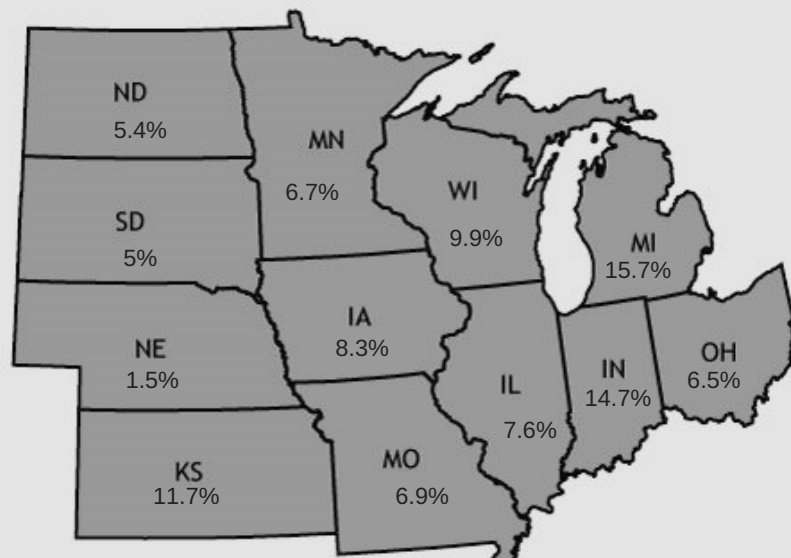 ND
5.4%
MN
6.7%
WI
9.9%
SD
5%
MI
15.7%
IA
8.3%
NE
1.5%
OH
6.5%
IN
14.7%
IL
7.6%
KS
11.7%
MO
6.9%